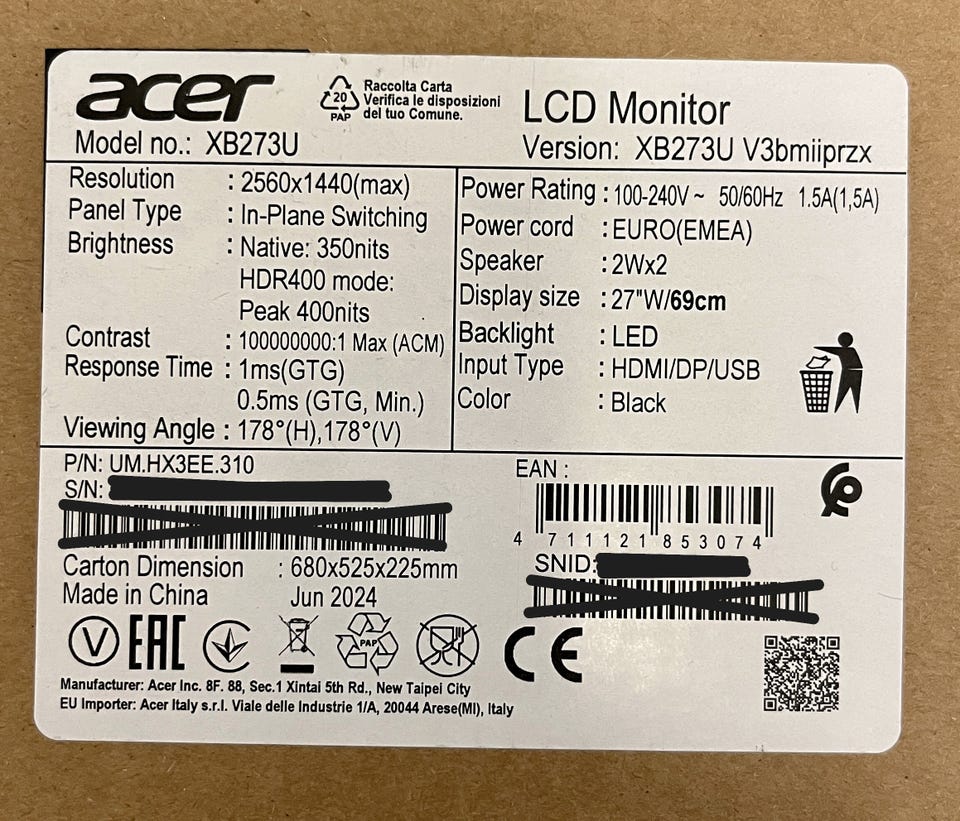 acer
20
PAP
Raccolta Carta
Verifica le disposizioni
del tuo Comune.
LCD Monitor
Model no.: XB273U
Version: XB273U V3bmiiprzx
Resolution : 2560x1440(max)
Panel Type : In-Plane Switching
Brightness : Native: 350nits
HDR400 mode:
Peak 400nits
Contrast : 100000000:1 Max (ACM)
Response Time : 1ms(GTG)
0.5ms (GTG, Min.)
Viewing Angle : 178°(H),178°(V)
Power Rating : 100-240V ~ 50/60Hz 1.5A(1,5A)
Power cord : EURO(EMEA)
Speaker : 2Wx2
Display size : 27"W/69cm
Backlight : LED
Input Type : HDMI/DP/USB
Color : Black
P/N: UM.HX3EE.310
S/N:
Carton Dimension : 680x525x225mm
Made in China Jun 2024
EAN :
4 711121 853074
SNID:
V EAC PAP CE
Manufacturer: Acer Inc. 8F. 88, Sec.1 Xintai 5th Rd., New Taipei City
EU Importer: Acer Italy s.r.l. Viale delle Industrie 1/A, 20044 Arese(MI), Italy